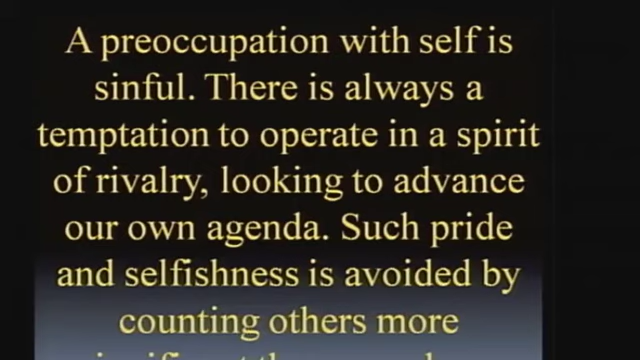 A preoccupation with self is
sinful. There is always a
temptation to operate in a spirit
of rivalry, looking to advance
our own agenda. Such pride
and selfishness is avoided by
counting others more